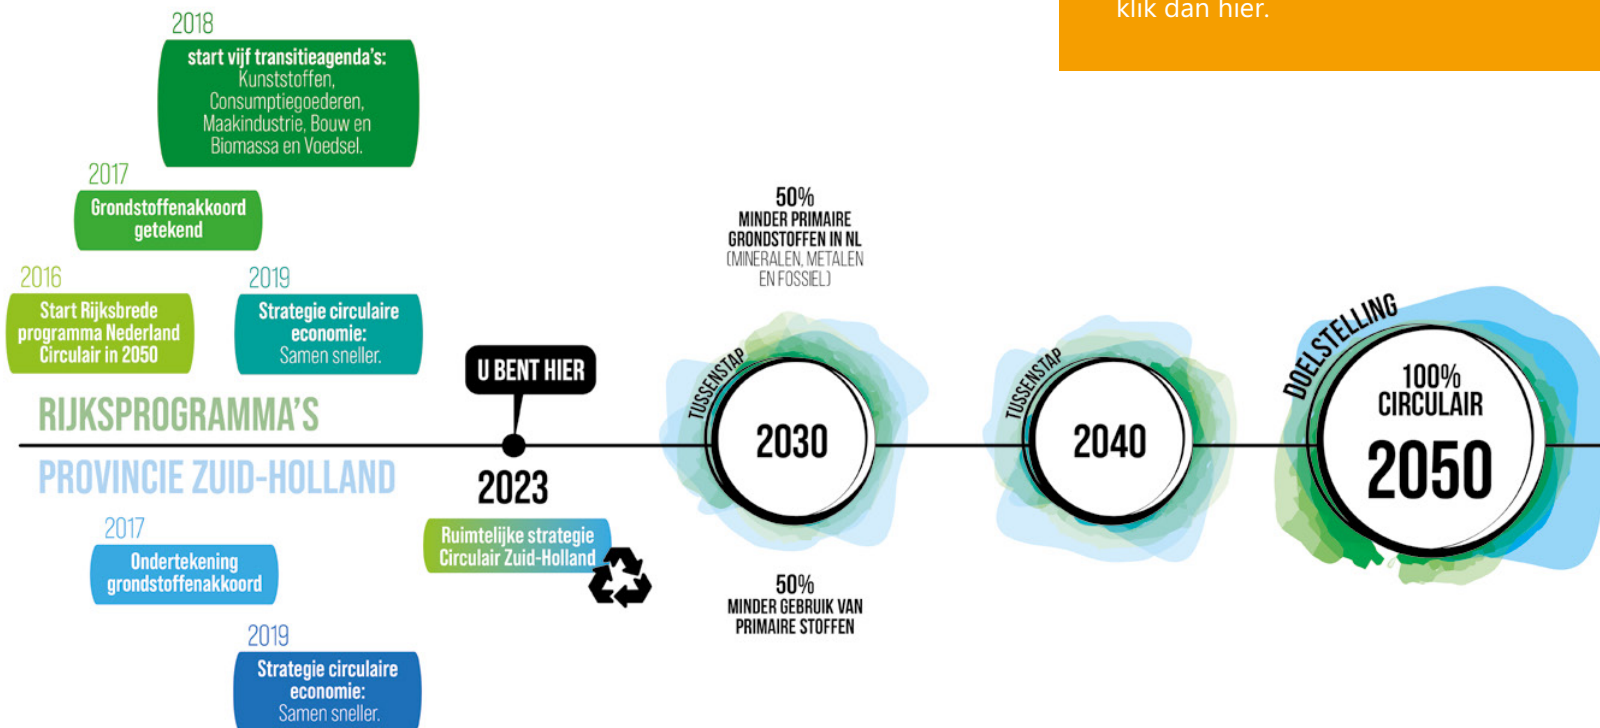 klik dan hier.
2018
start vijf transitieagenda's:
Kunststoffen,
Consumptiegoederen,
Maakindustrie, Bouw en
Biomassa en Voedsel.
2017
Grondstoffenakkoord
getekend
2016
Start Rijksbrede
programma Nederland
Circulair in 2050
2019
Strategie circulaire
economie:
Samen sneller.
RIJKSPROGRAMMA'S
PROVINCIE ZUID-HOLLAND
2017
Ondertekening
grondstoffenakkoord
2019
Strategie circulaire
economie:
Samen sneller.
U BENT HIER
2023
Ruimtelijke strategie
Circulair Zuid-Holland
50%
MINDER PRIMAIRE
GRONDSTOFFEN IN NL
(MINERALEN, METALEN
EN FOSSIEL)
TUSSENSTAP
2030
50%
MINDER GEBRUIK VAN
PRIMAIRE STOFFEN
TUSSENSTAP
2040
DOELSTELLING
100%
CIRCULAIR
2050